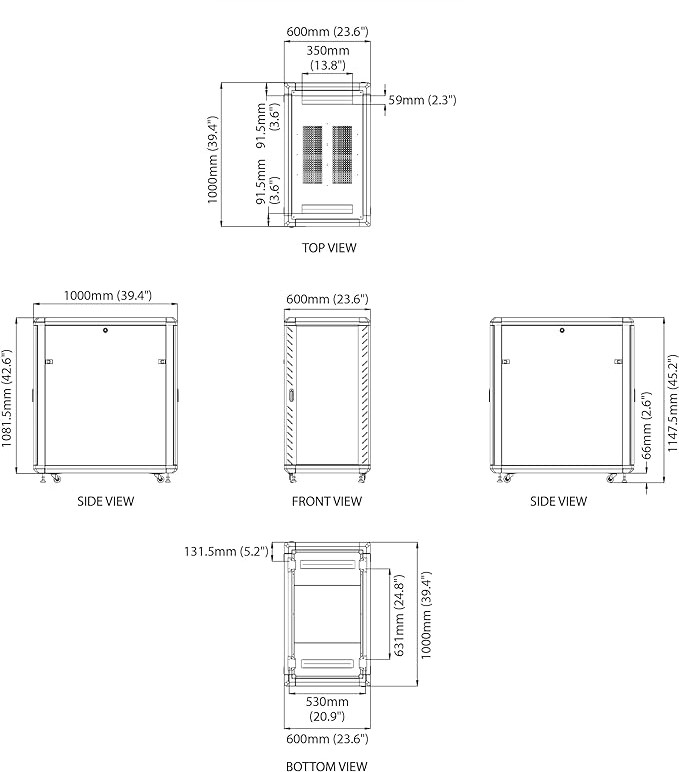 600mm (23.6")
350mm
(13.8")
59mm (2.3")
91.5mm
(3.6")
1000mm (39.4")
91.5mm
(3.6")
TOP VIEW
1000mm (39.4")
600mm (23.6")
1081.5mm (42.6")
66mm (2.6")
1147.5mm (45.2")
SIDE VIEW
FRONT VIEW
SIDE VIEW
131.5mm (5.2")
631mm (24.8")
1000mm (39.4")
530mm
(20.9")
600mm (23.6")
BOTTOM VIEW